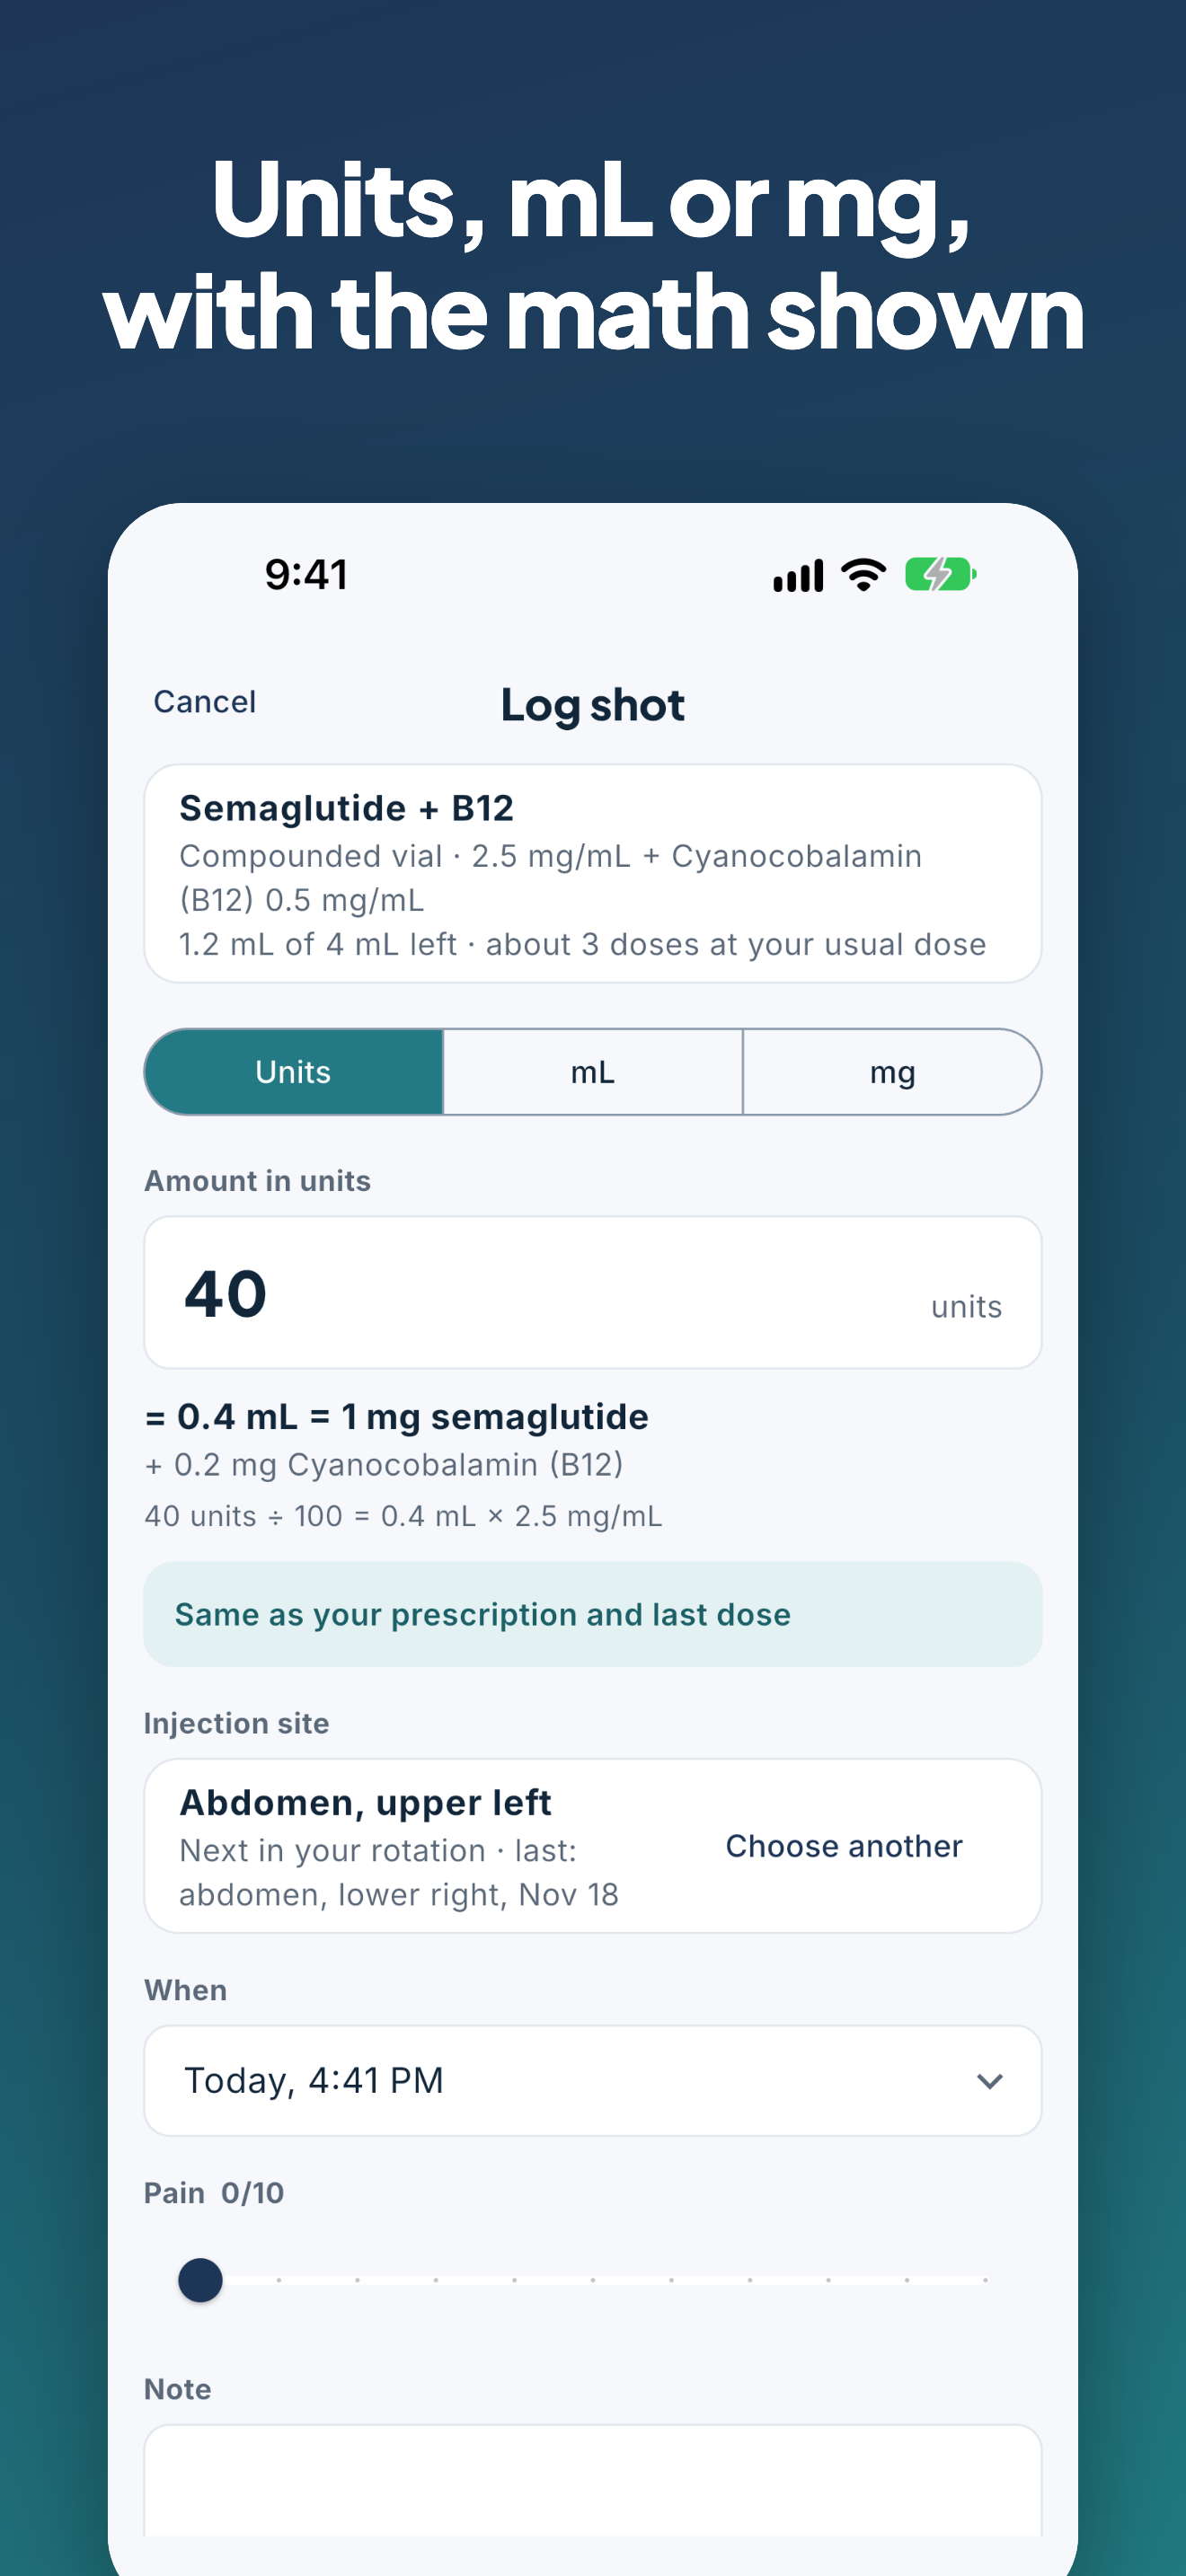 Units, mL or mg,
with the math shown
9:41
Cancel
Log shot
Semaglutide + B12
Compounded vial · 2.5 mg/mL + Cyanocobalamin
(B12) 0.5 mg/mL
1.2 mL of 4 mL left · about 3 doses at your usual dose
Units
mL
mg
Amount in units
40
units
= 0.4 mL = 1 mg semaglutide
+ 0.2 mg Cyanocobalamin (B12)
40 units ÷ 100 = 0.4 mL × 2.5 mg/mL
Same as your prescription and last dose
Injection site
Abdomen, upper left
Next in your rotation · last:
abdomen, lower right, Nov 18
Choose another
When
Today, 4:41 PM
Pain 0/10
Note